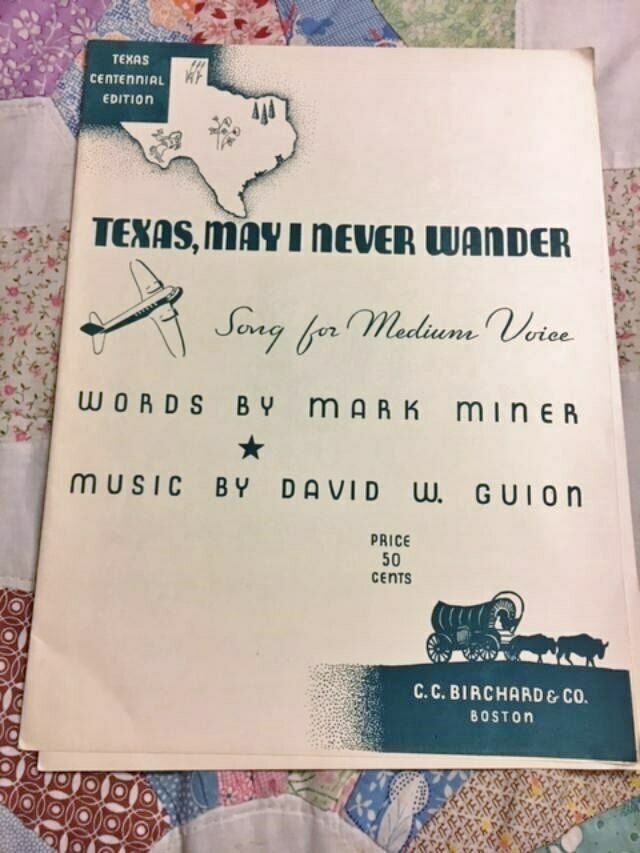 TEXAS
CENTENNIAL
EDITION
TEXAS, MAY I NEVER WANDER
Song for Medium Voice
WORDS BY MARK MINER
MUSIC BY DAVID W. GUION
PRICE
50
CENTS
C. C. BIRCHARD & CO.
BOSTON